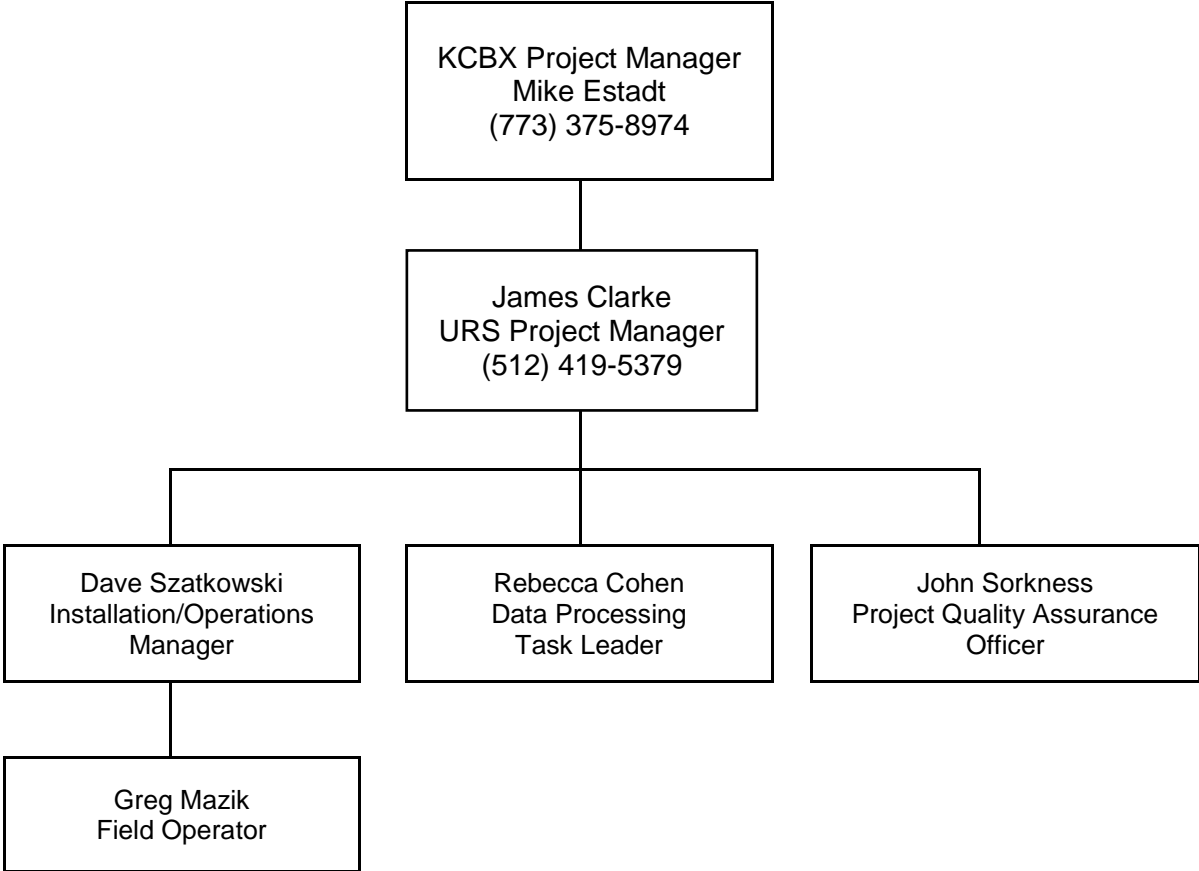 KCBX Project Manager
Mike Estadt
(773) 375-8974
James Clarke
URS Project Manager
(512) 419-5379
Dave Szatkowski
Installation/Operations
Manager
Rebecca Cohen
Data Processing
Task Leader
John Sorkness
Project Quality Assurance
Officer
Greg Mazik
Field Operator